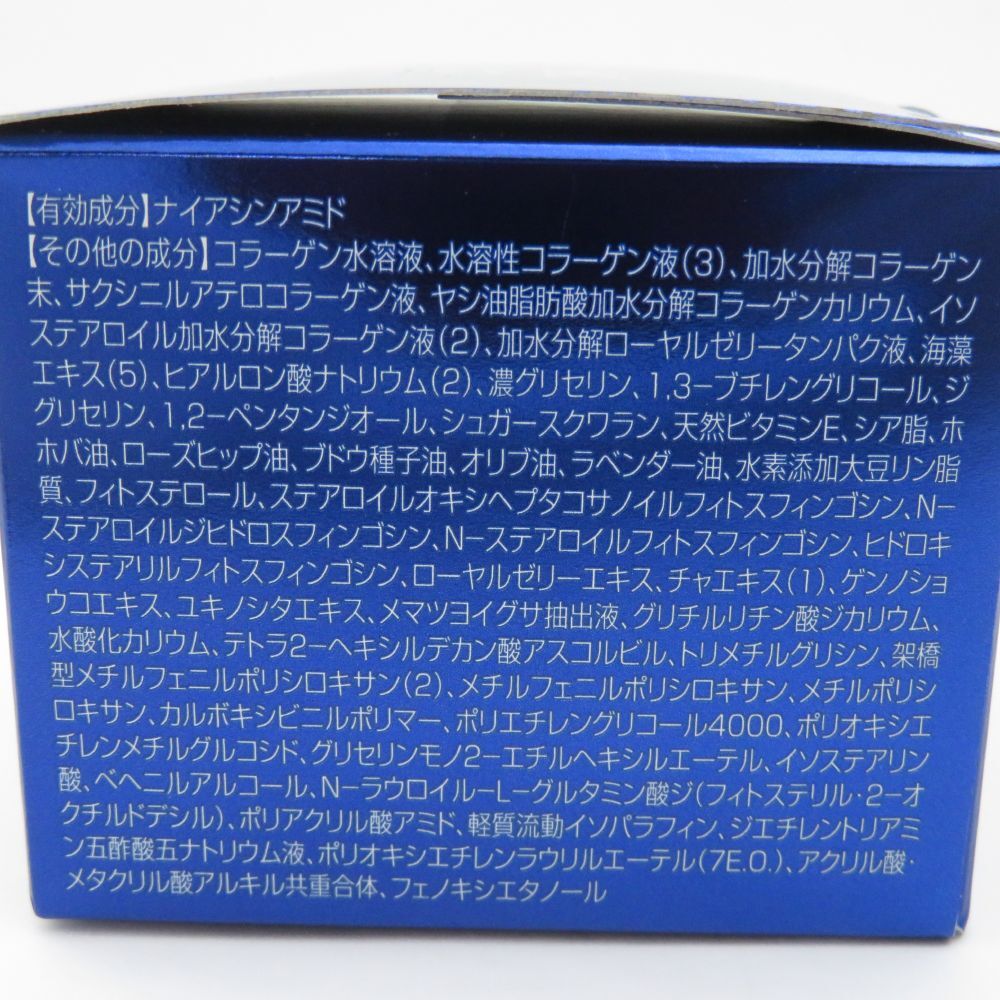 【有効成分】ナイアシンアミド
【その他の成分】コラーゲン水溶液、水溶性コラーゲン液(3)、加水分解コラーゲン
末、サクシニルアテロコラーゲン液、ヤシ油脂肪酸加水分解コラーゲンカリウム、イソ
ステアロイル加水分解コラーゲン液(2)、加水分解ローヤルゼリータンパク液、海藻
エキス(5)、ヒアルロン酸ナトリウム(2)、濃グリセリン、1,3－ブチレングリコール、ジ
グリセリン、1,2－ペンタンジオール、シュガースクワラン、天然ビタミンE、シア脂、ホ
ホバ油、ローズヒップ油、ブドウ種子油、オリブ油、ラベンダー油、水素添加大豆リン脂
質、フィトステロール、ステアロイルオキシヘプタコサノイルフィトスフィンゴシン、N－
ステアロイルジヒドロスフィンゴシン、N－ステアロイルフィトスフィンゴシン、ヒドロキ
システアリルフィトスフィンゴシン、ローヤルゼリーエキス、チャエキス(1)、ゲンノショ
ウコエキス、ユキノシタエキス、メマツヨイグサ抽出液、グリチルリチン酸ジカリウム、
水酸化カリウム、テトラ2－ヘキシルデカン酸アスコルビル、トリメチルグリシン、架橋
型メチルフェニルポリシロキサン(2)、メチルフェニルポリシロキサン、メチルポリシ
ロキサン、カルボキシビニルポリマー、ポリエチレングリコール4000、ポリオキシエ
チレンメチルグルコシド、グリセリンモノ2－エチルヘキシルエーテル、イソステアリン
酸、ベヘニルアルコール、N－ラウロイル－L－グルタミン酸ジ(フィトステリル・2－オ
クチルドデシル)、ポリアクリル酸アミド、軽質流動イソパラフィン、ジエチレントリアミ
ン五酢酸五ナトリウム液、ポリオキシエチレンラウリルエーテル(7E.O.)、アクリル酸・
メタクリル酸アルキル共重合体、フェノキシエタノール